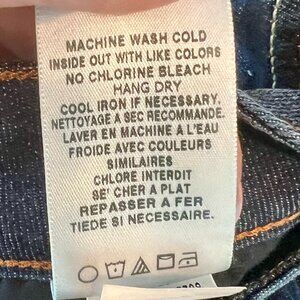 MACHINE WASH COLD
INSIDE OUT WITH LIKE COLORS
NO CHLORINE BLEACH
HANG DRY
COOL IRON IF NECESSARY.
NETTOYAGE A SEC RECOMMANDE.
LAVER EN MACHINE A L'EAU
FROIDE AVEC COULEURS
SIMILAIRES
CHLORE INTERDIT
SE' CHER A PLAT
REPASSER A FER
TIEDE SI NECESSAIRE.